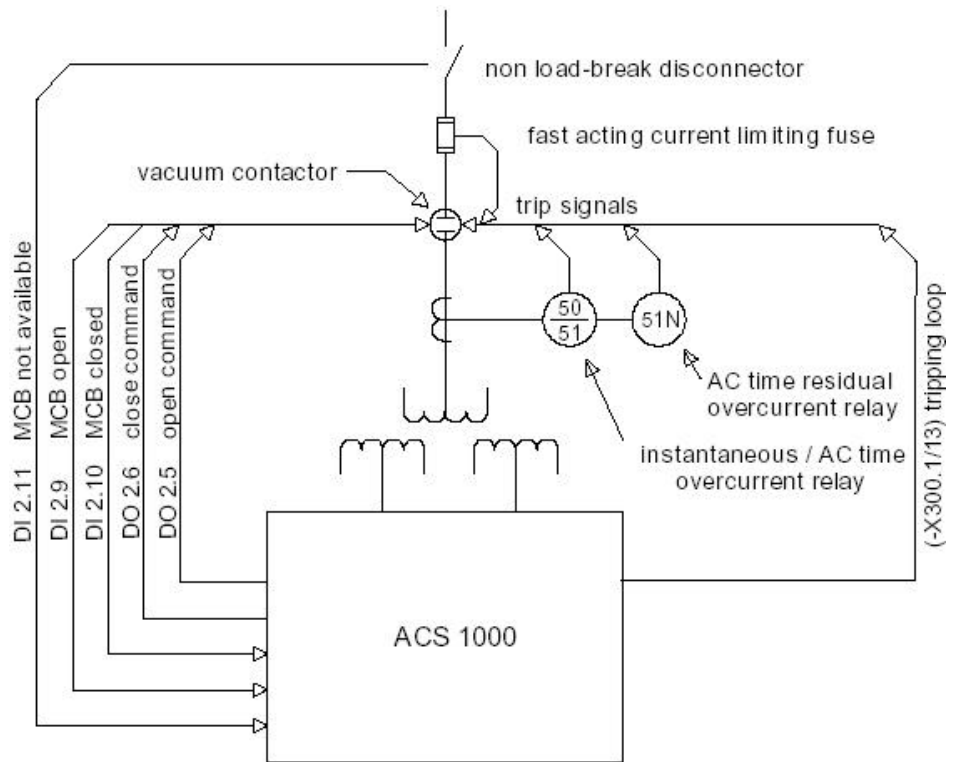 non load-break disconnector
fast acting current limiting fuse
vacuum contactor
trip signals
50
51
51N
AC time residual
overcurrent relay
instantaneous / AC time
overcurrent relay
DI 2.11 MCB not available
DI 2.9 MCB open
DI 2.10 MCB closed
DO 2.6 close command
DO 2.5 open command
(-X300.1/13) tripping loop
ACS 1000